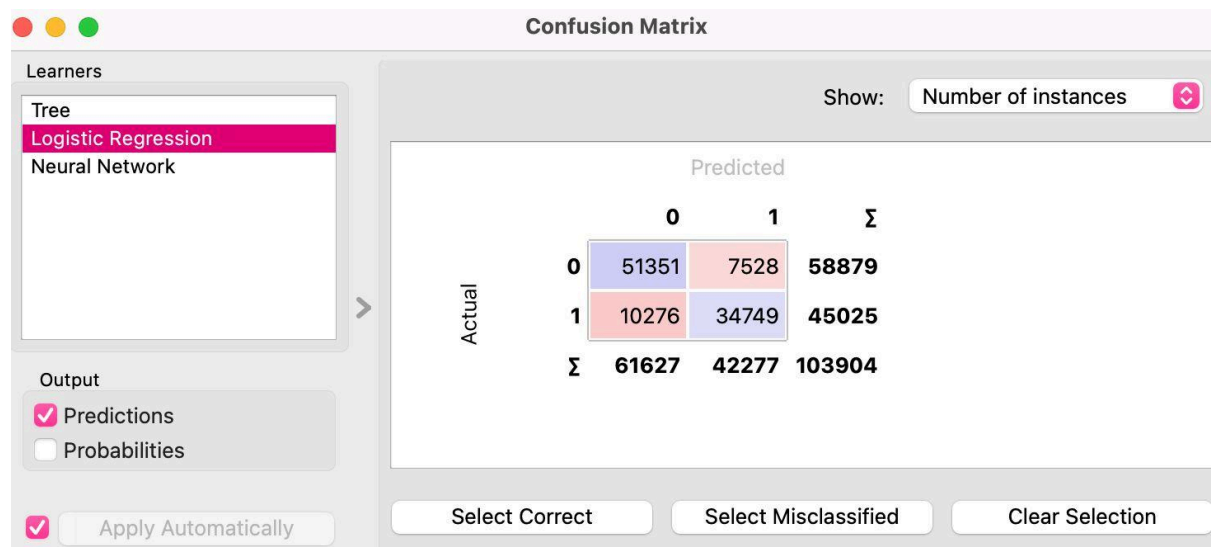 Confusion Matrix
Learners
Tree
Logistic Regression
Neural Network
Output
Predictions
Probabilities
Apply Automatically
Show: Number of instances
Predicted
0 1 Σ
Actual
0 51351 7528 58879
1 10276 34749 45025
Σ 61627 42277 103904
Select Correct Select Misclassified Clear Selection